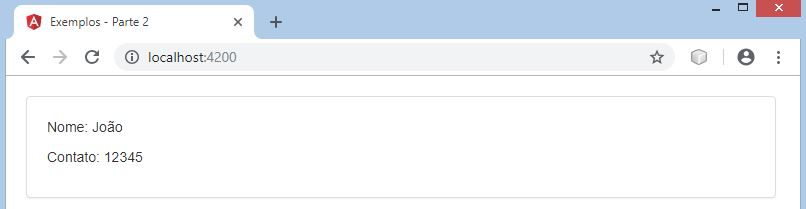 Exemplos - Parte 2
localhost:4200
Nome: João
Contato: 12345